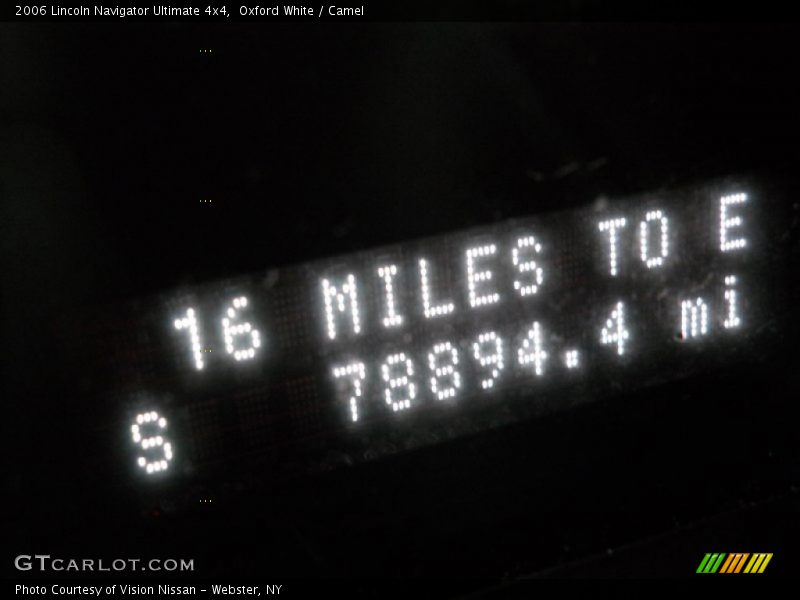 2006 Lincoln Navigator Ultimate 4x4, Oxford White / Camel
16 MILES TO E
S 78894.4 mi
GTCARLOT.COM
Photo Courtesy of Vision Nissan - Webster, NY